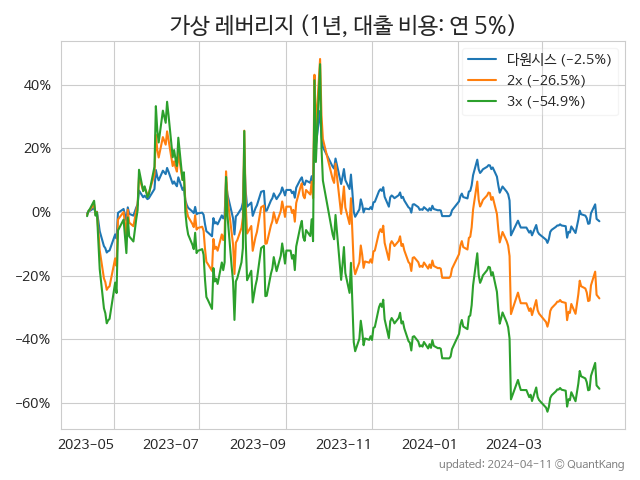 가상 레버리지 (1년, 대출 비용: 연 5%)
다원시스 (−2.5%)
2x (−26.5%)
3x (−54.9%)
40%
20%
0%
−20%
−40%
−60%
2023−05 2023−07 2023−09 2023−11 2024−01 2024−03
updated: 2024−04−11 © QuantKang